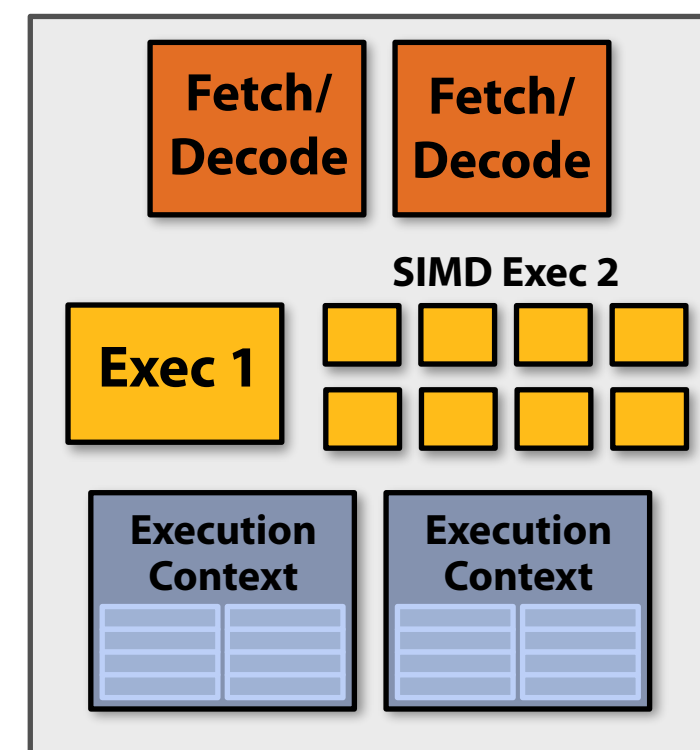 Fetch/
Decode
Fetch/
Decode
SIMD Exec 2
Exec 1
Execution
Context
Execution
Context